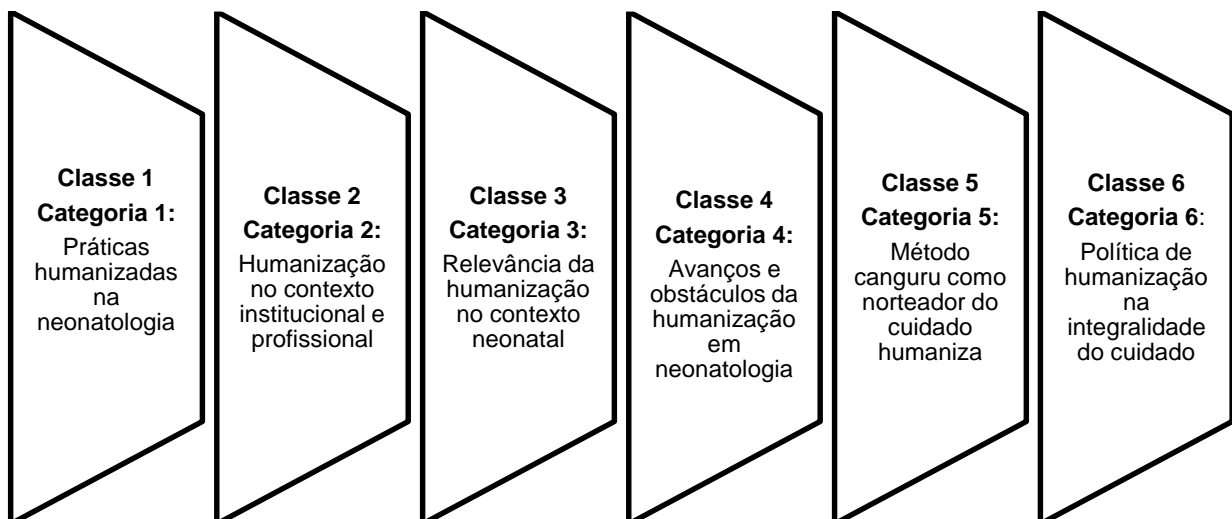 Classe 1
Categoria 1:
Práticas
humanizadas
na
neonatologia
Classe 2
Categoria 2:
Humanização
no contexto
institucional e
profissional
Classe 3
Categoria 3:
Relevância da
humanização
no contexto
neonatal
Classe 4
Categoria 4:
Avanços e
obstáculos da
humanização
em
neonatologia
Classe 5
Categoria 5:
Método
canguru como
norteador do
cuidado
humaniza
Classe 6
Categoria 6:
Política de
humanização
na
integralidade
do cuidado